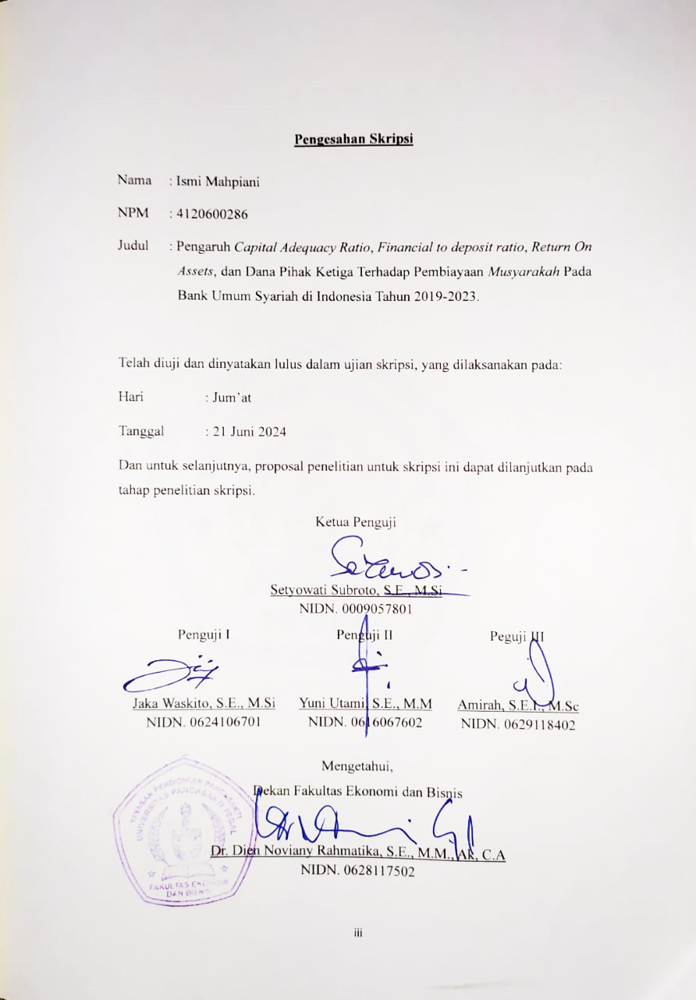 Pengesahan Skripsi
Nama : Ismi Mahpiani
NPM : 4120600286
Judul : Pengaruh Capital Adequacy Ratio, Financial to deposit ratio, Return On
Assets, dan Dana Pihak Ketiga Terhadap Pembiayaan Musyarakah Pada
Bank Umum Syariah di Indonesia Tahun 2019-2023.
Telah diuji dan dinyatakan lulus dalam ujian skripsi, yang dilaksanakan pada:
Hari : Jum’at
Tanggal : 21 Juni 2024
Dan untuk selanjutnya, proposal penelitian untuk skripsi ini dapat dilanjutkan pada
tahap penelitian skripsi.
Ketua Penguji
Setyowati Subroto, S.E., M.Si
NIDN. 0009057801
Penguji I Penguji II Peguji III
Jaka Waskito, S.E., M.Si Yuni Utami, S.E., M.M Amirah, S.E.I., M.Sc
NIDN. 0624106701 NIDN. 0616067602 NIDN. 0629118402
Mengetahui,
Dekan Fakultas Ekonomi dan Bisnis
Dr. Dien Noviany Rahmatika, S.E., M.M., Ak, C.A
NIDN. 0628117502
YAYASAN PENDIDIKAN PANCASAKTI
UNIVERSITAS PANCASAKTI TEGAL
FAKULTAS EKONOMI
DAN BISNIS
iii